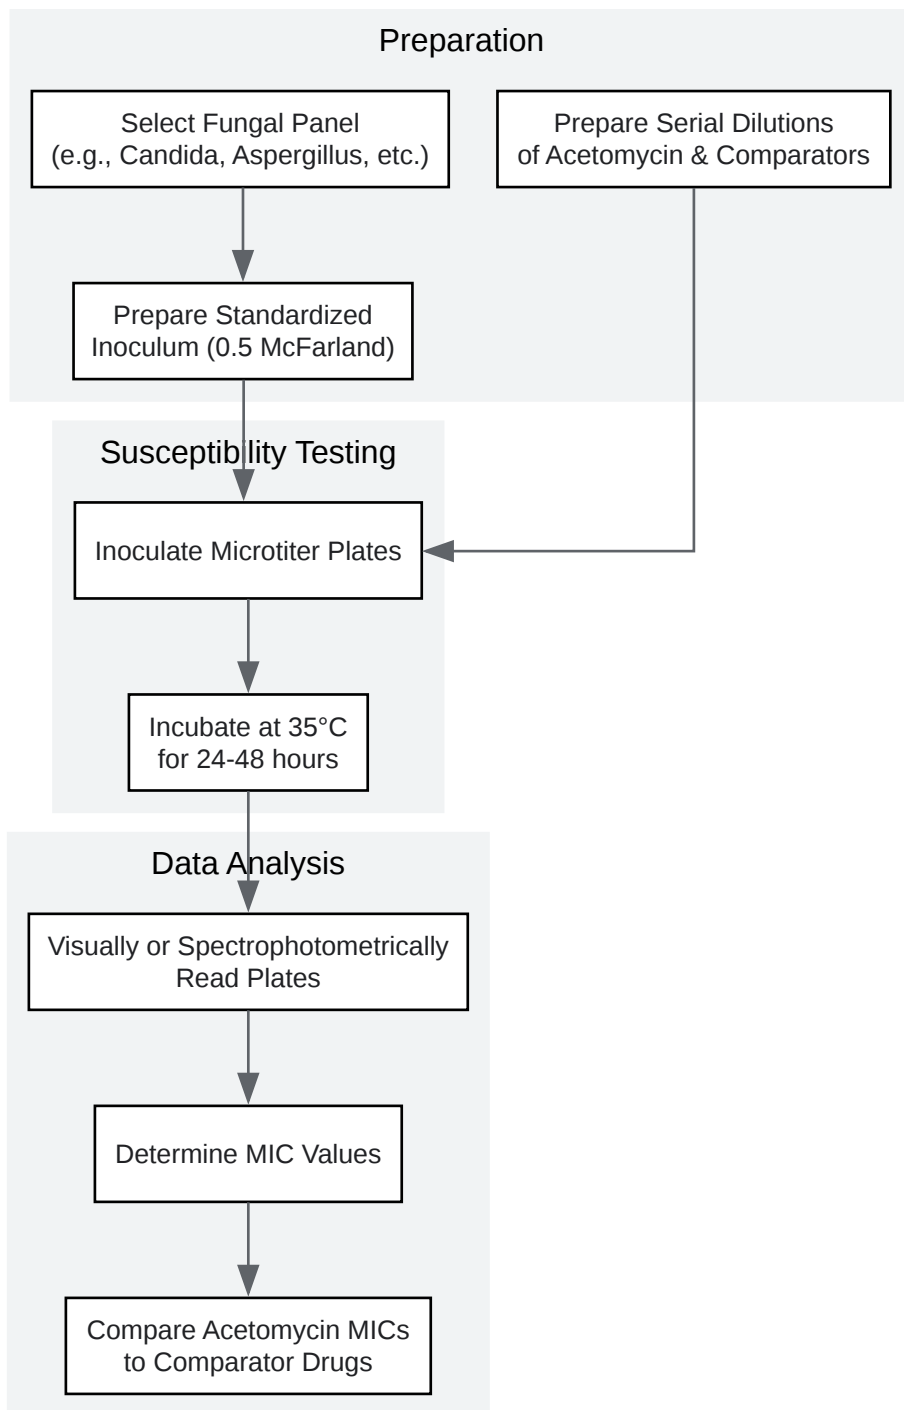 Preparation
Select Fungal Panel
(e.g., Candida, Aspergillus, etc.)
Prepare Serial Dilutions
of Acetomycin & Comparators
Prepare Standardized
Inoculum (0.5 McFarland)
Susceptibility Testing
Inoculate Microtiter Plates
Incubate at 35°C
for 24-48 hours
Data Analysis
Visually or Spectrophotometrically
Read Plates
Determine MIC Values
Compare Acetomycin MICs
to Comparator Drugs